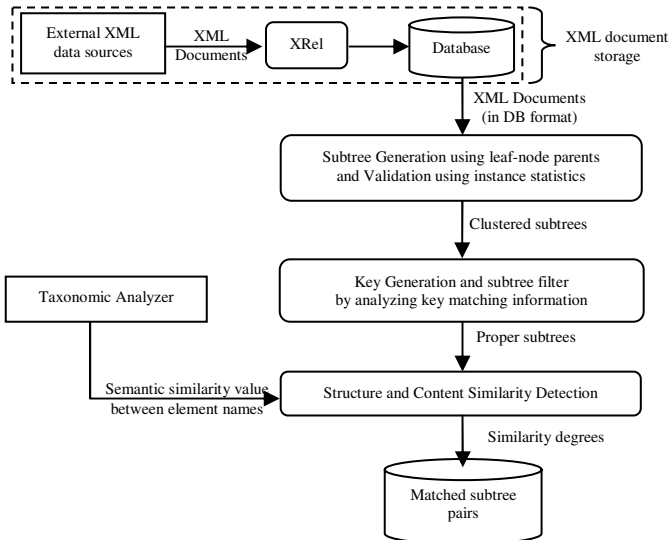 External XML
data sources
XML
Documents
XRel
Database
XML document
storage
XML Documents
(in DB format)
Subtree Generation using leaf-node parents
and Validation using instance statistics
Clustered subtrees
Key Generation and subtree filter
by analyzing key matching information
Taxonomic Analyzer
Proper subtrees
Semantic similarity value
between element names
Structure and Content Similarity Detection
Similarity degrees
Matched subtree
pairs